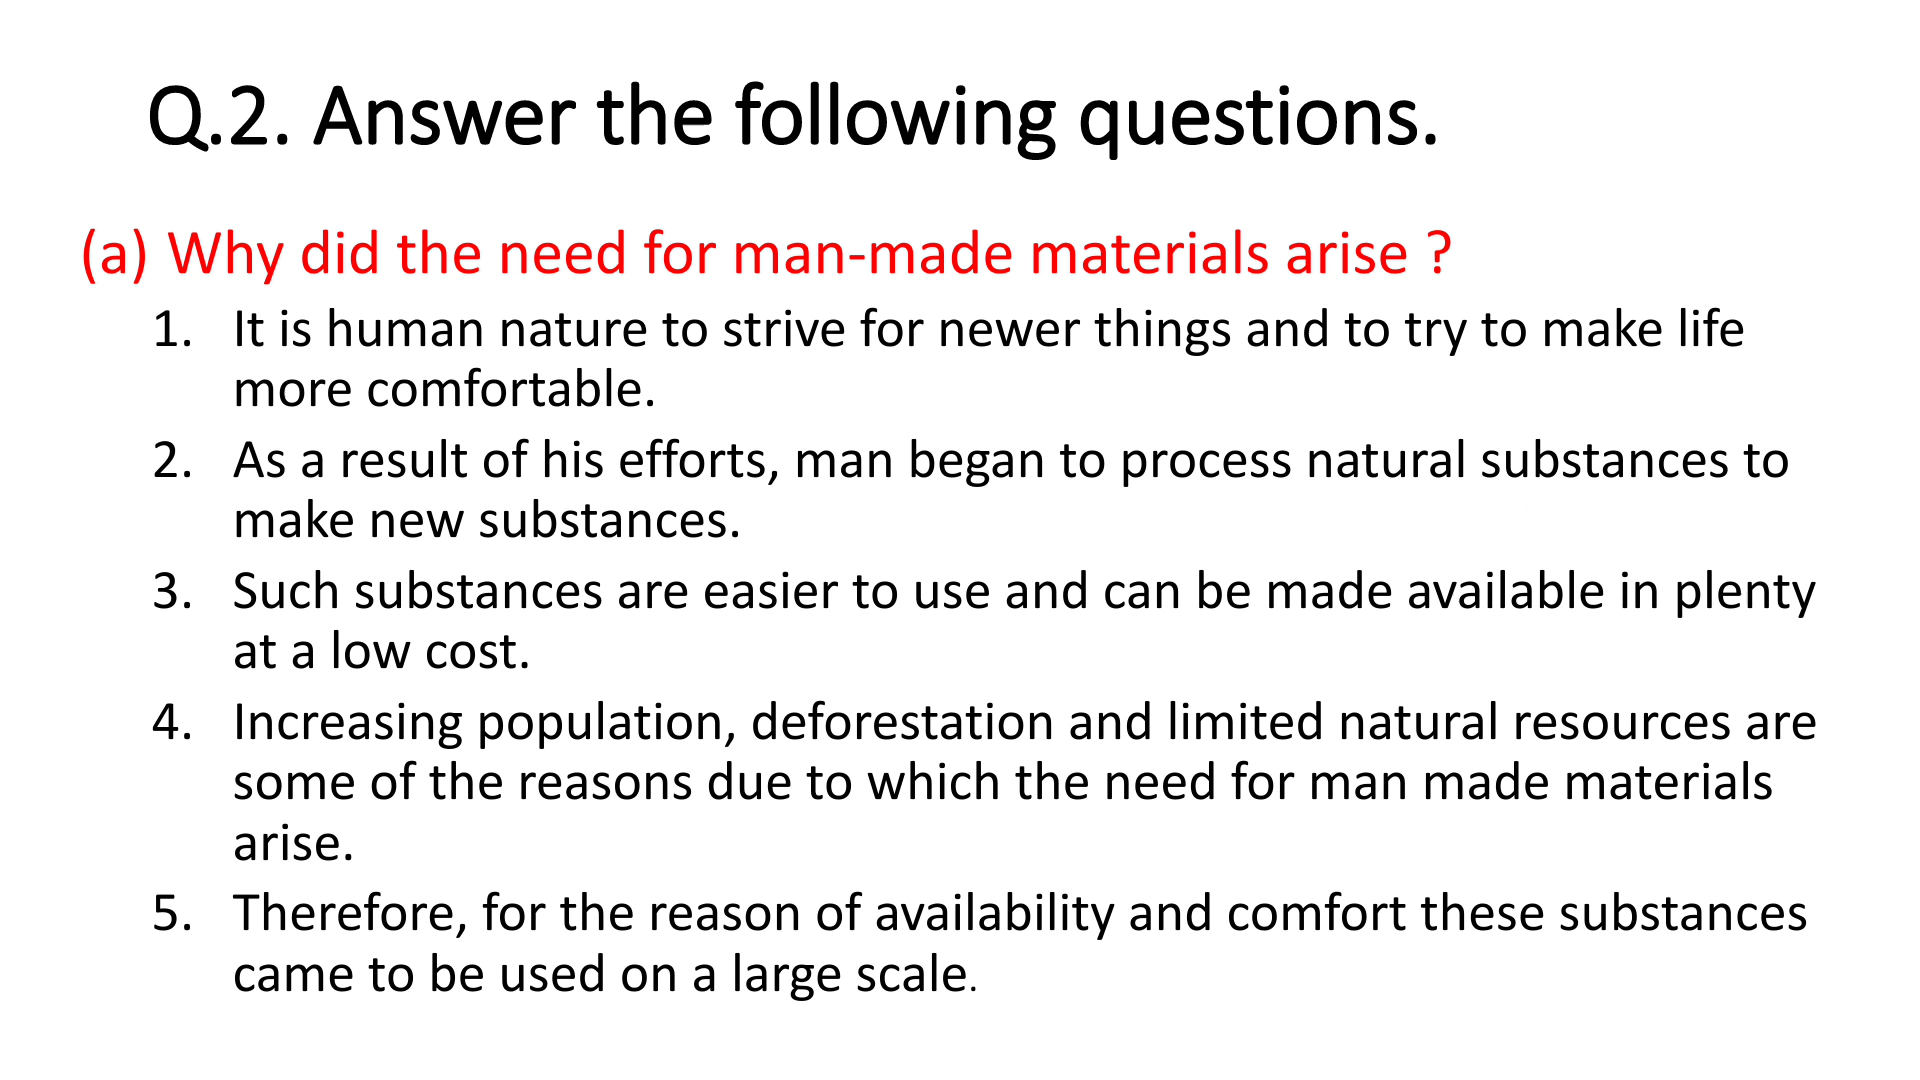 Q.2. Answer the following questions.
(a) Why did the need for man-made materials arise ?
1. It is human nature to strive for newer things and to try to make life
more comfortable.
2. As a result of his efforts, man began to process natural substances to
make new substances.
3. Such substances are easier to use and can be made available in plenty
at a low cost.
4. Increasing population, deforestation and limited natural resources are
some of the reasons due to which the need for man made materials
arise.
5. Therefore, for the reason of availability and comfort these substances
came to be used on a large scale.